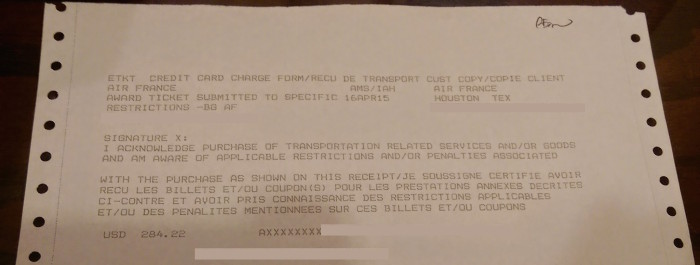 ETKT CREDIT CARD CHARGE FORM/RECU DE TRANSPORT CUST COPY/COPIE CLIENT
AIR FRANCE AMS/IAH AIR FRANCE
AWARD TICKET SUBMITTED TO SPECIFIC 16APR15 HOUSTON TEX
RESTRICTIONS -BG AF
SIGNATURE X:
I ACKNOWLEDGE PURCHASE OF TRANSPORTATION RELATED SERVICES AND/OR GOODS
AND AM AWARE OF APPLICABLE RESTRICTIONS AND/OR PENALTIES ASSOCIATED
WITH THE PURCHASE AS SHOWN ON THIS RECEIPT/JE SOUSSIGNE CERTIFIE AVOIR
RECU LES BILLETS ET/OU COUPON(S) POUR LES PRESTATIONS ANNEXES DECRITES
CI-CONTRE ET AVOIR PRIS CONNAISSANCE DES RESTRICTIONS APPLICABLES
ET/OU DES PENALITES MENTIONNEES SUR CES BILLETS ET/OU COUPONS
USD 284.22 AXXXXXXXXX